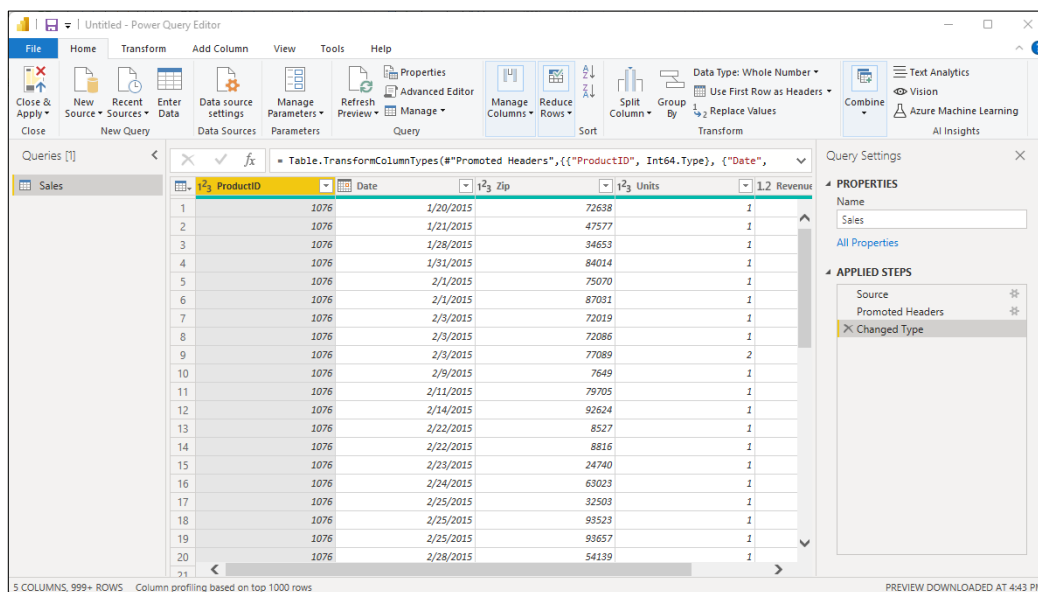 Untitled - Power Query Editor
File Home Transform Add Column View Tools Help
Close & Apply
New Source
Recent Sources
Enter Data
Data source settings
Manage Parameters
Refresh Preview
Properties
Advanced Editor
Manage
Manage Columns
Reduce Rows
Split Column
Group By
Data Type: Whole Number
Use First Row as Headers
Replace Values
Combine
Text Analytics
Vision
Azure Machine Learning
Close New Query Data Sources Parameters Query Sort Transform AI Insights
Queries [1]
Sales
fx = Table.TransformColumnTypes(#"Promoted Headers",{{"ProductID", Int64.Type}, {"Date",
ProductID Date Zip Units 1.2 Revenue
1 1076 1/20/2015 72638 1
2 1076 1/21/2015 47577 1
3 1076 1/28/2015 34653 1
4 1076 1/31/2015 84014 1
5 1076 2/1/2015 75070 1
6 1076 2/1/2015 87031 1
7 1076 2/3/2015 72019 1
8 1076 2/3/2015 72086 1
9 1076 2/3/2015 77089 2
10 1076 2/9/2015 7649 1
11 1076 2/11/2015 79705 1
12 1076 2/14/2015 92624 1
13 1076 2/22/2015 8527 1
14 1076 2/22/2015 8816 1
15 1076 2/23/2015 24740 1
16 1076 2/24/2015 63023 1
17 1076 2/25/2015 32503 1
18 1076 2/25/2015 93523 1
19 1076 2/25/2015 93657 1
20 1076 2/28/2015 54139 1
21
Query Settings
PROPERTIES
Name
Sales
All Properties
APPLIED STEPS
Source
Promoted Headers
Changed Type
5 COLUMNS, 999+ ROWS Column profiling based on top 1000 rows
PREVIEW DOWNLOADED AT 4:43 PM